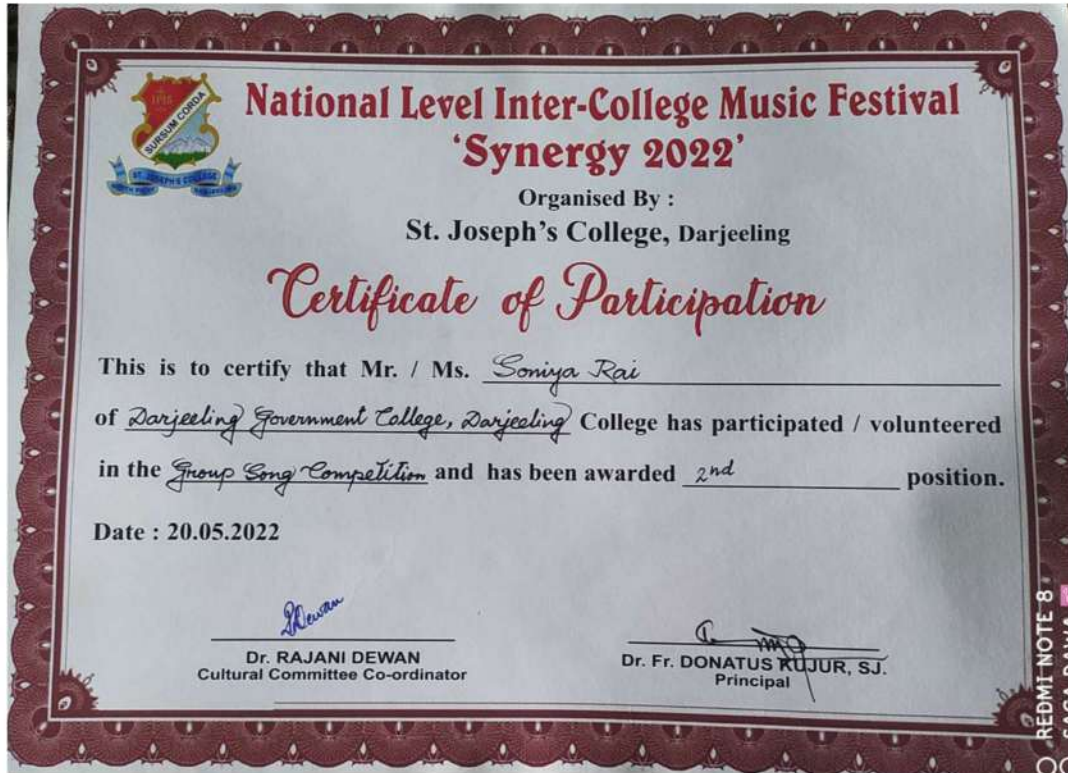 1888
SURSUM CORDA
ST. JOSEPH'S COLLEGE
National Level Inter-College Music Festival
'Synergy 2022'
Organised By :
St. Joseph's College, Darjeeling
Certificate of Participation
This is to certify that Mr. / Ms. Soniya Rai
of Darjeeling Government College, Darjeeling College has participated / volunteered
in the Group Song Competition and has been awarded 2nd position.
Date : 20.05.2022
RDewan
Dr. RAJANI DEWAN
Cultural Committee Co-ordinator
Dr. Fr. DONATUS KUJUR, SJ.
Principal
REDMI NOTE 8